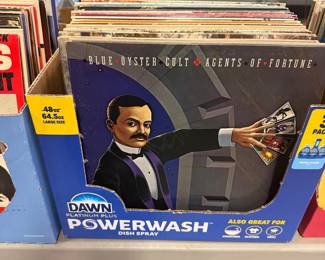 BLUE ÖYSTER CULT AGENTS OF FORTUNE
48oz
64.5oz
LARGE SIZE
DAWN
PLATINUM PLUS
POWERWASH
DISH SPRAY
ALSO GREAT FOR
PAC